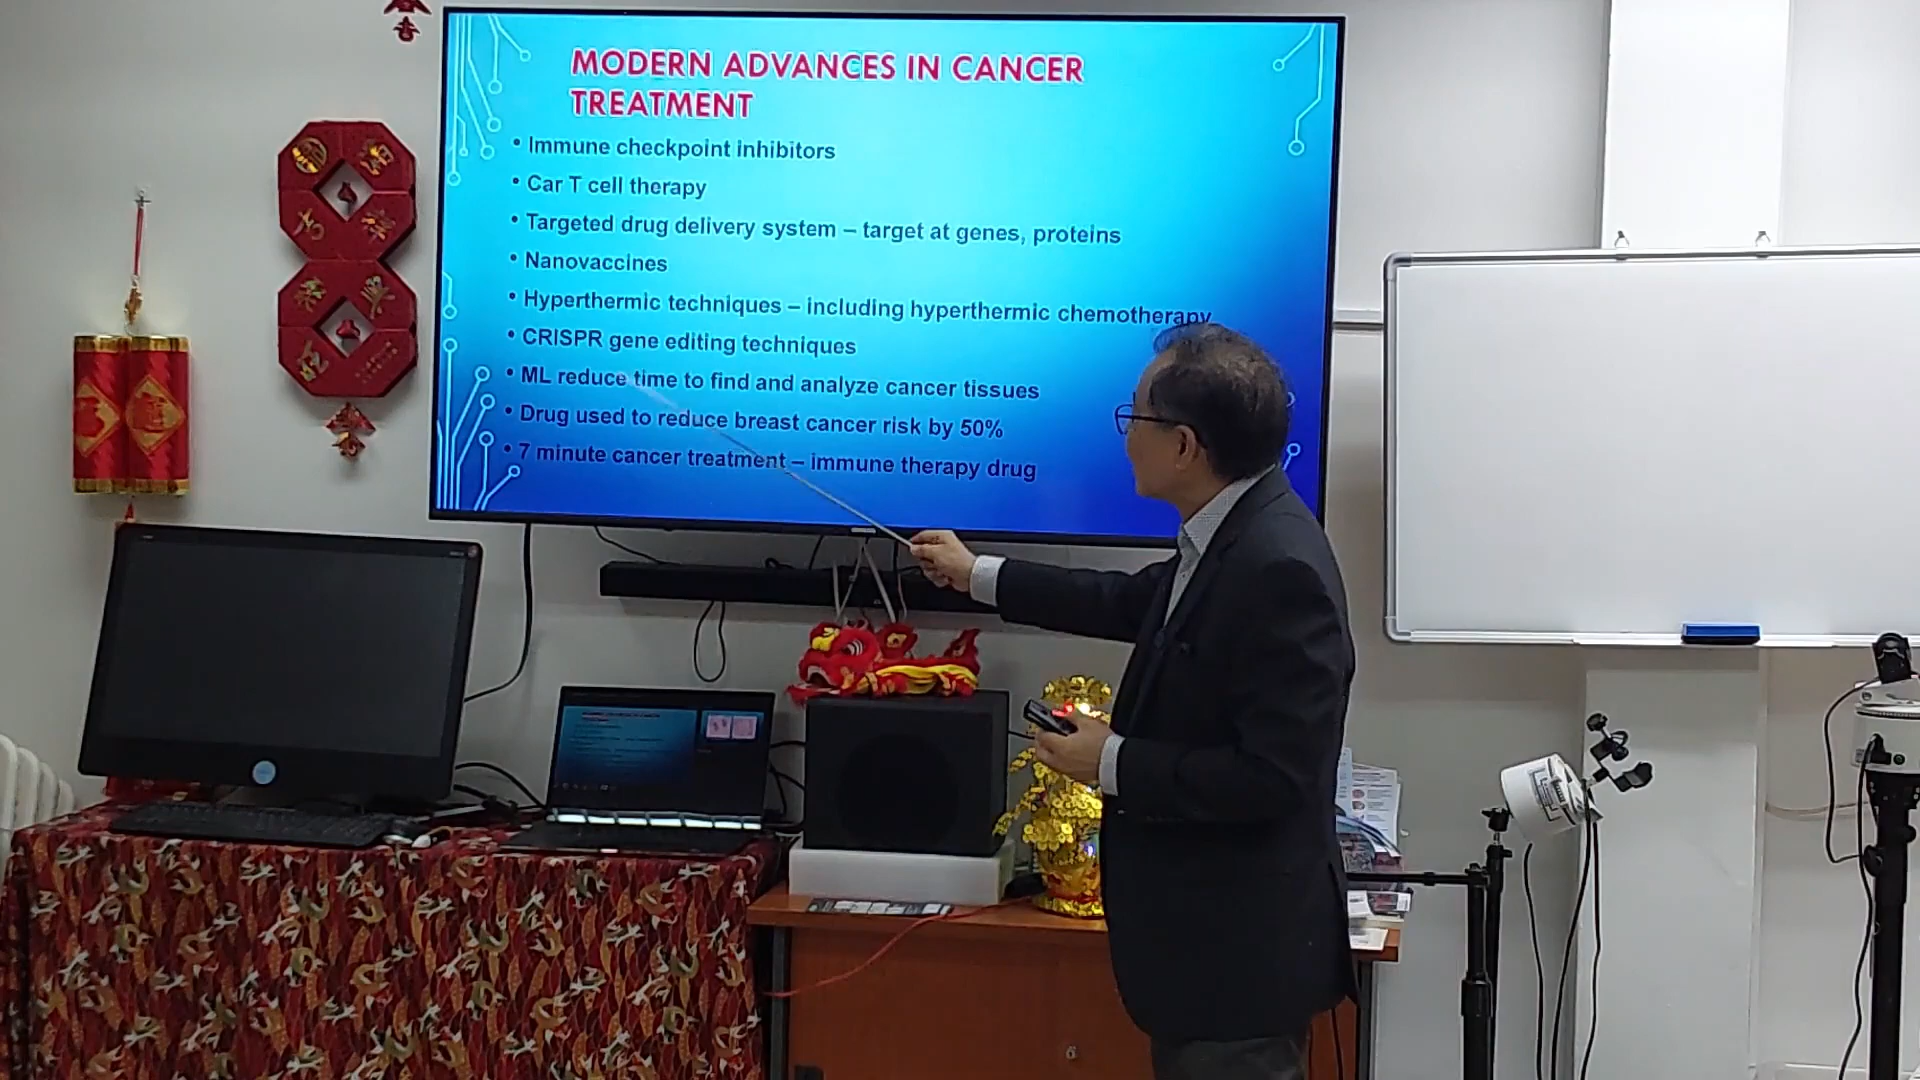 MODERN ADVANCES IN CANCER
TREATMENT
• Immune checkpoint inhibitors
• Car T cell therapy
• Targeted drug delivery system – target at genes, proteins
• Nanovaccines
• Hyperthermic techniques – including hyperthermic chemotherapy
• CRISPR gene editing techniques
• ML reduce time to find and analyze cancer tissues
• Drug used to reduce breast cancer risk by 50%
• 7 minute cancer treatment – immune therapy drug